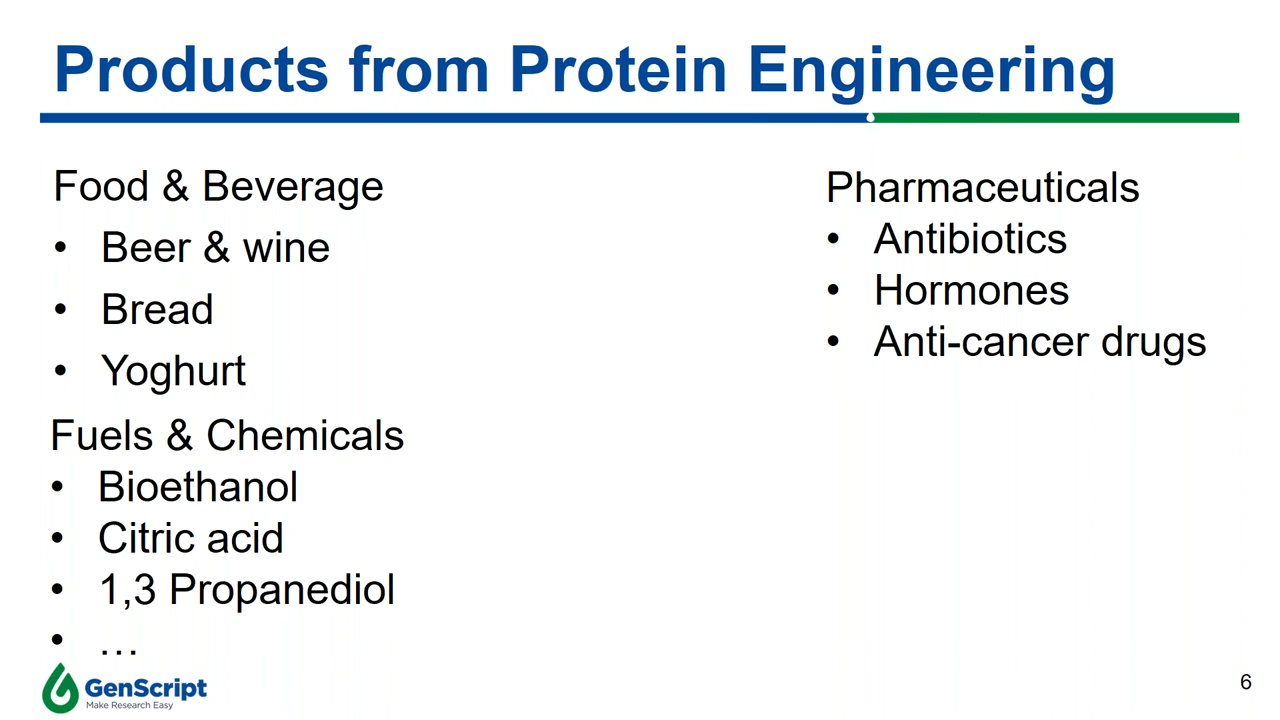 Products from Protein Engineering
Food & Beverage
• Beer & wine
• Bread
• Yoghurt
Fuels & Chemicals
• Bioethanol
• Citric acid
• 1,3 Propanediol
• …
Pharmaceuticals
• Antibiotics
• Hormones
• Anti-cancer drugs
GenScript
Make Research Easy
6